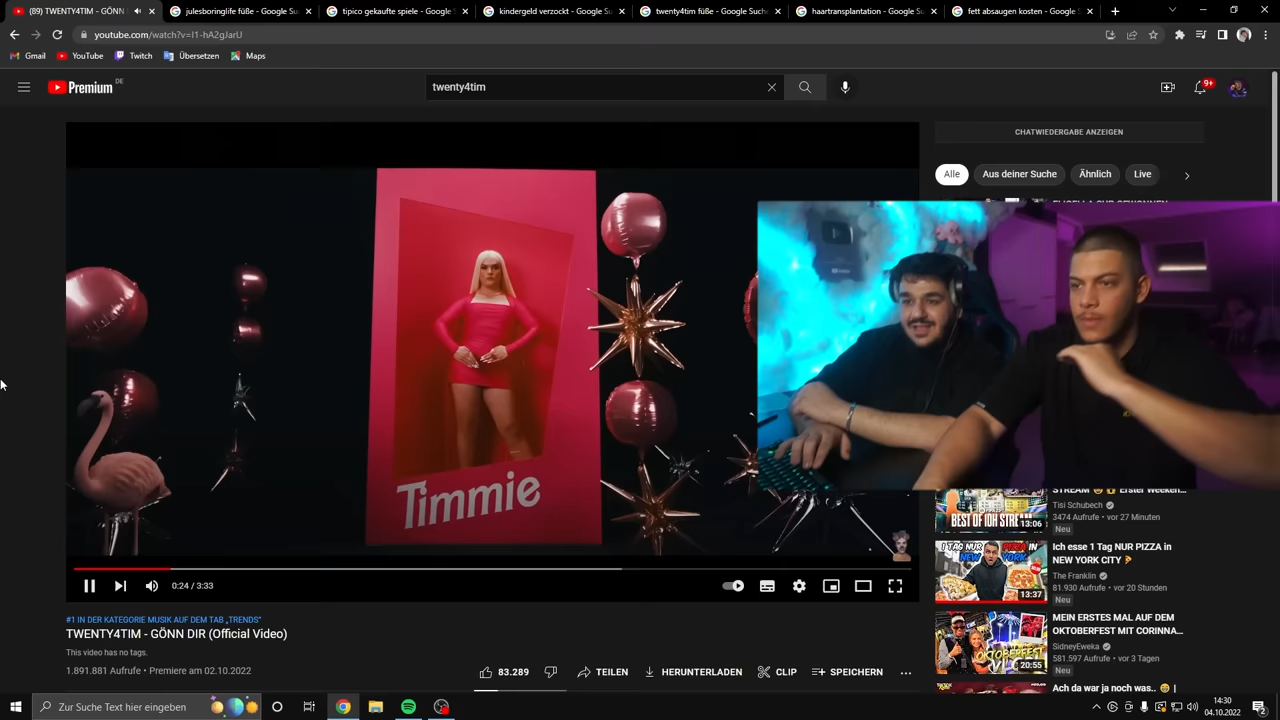 (89) TWENTY4TIM - GÖNN
julesboringlife füße - Google Su
tipico gekaufte spiele - Google S
kindergeld verzockt - Google Su
twenty4tim füße - Google Suche
haartransplantation - Google Su
fett absaugen kosten - Google S
youtube.com/watch?v=I1-hA2gJarU
Gmail
YouTube
Twitch
Übersetzen
Maps
Premium DE
twenty4tim
9+
CHATWIEDERGABE ANZEIGEN
Alle
Aus deiner Suche
Ähnlich
Live
Timmie
0:24 / 3:33
#1 IN DER KATEGORIE MUSIK AUF DEM TAB „TRENDS“
TWENTY4TIM - GÖNN DIR (Official Video)
This video has no tags.
1.891.881 Aufrufe • Premiere am 02.10.2022
83.289
TEILEN
HERUNTERLADEN
CLIP
SPEICHERN
Tisi Schubech
3474 Aufrufe • vor 27 Minuten
Neu
13:06
I TAG NUR PIZZA IN
NEW YORK
13:37
Ich esse 1 Tag NUR PIZZA in
NEW YORK CITY
The Franklin
81.930 Aufrufe • vor 20 Stunden
Neu
OKTOBERFEST
20:55
MEIN ERSTES MAL AUF DEM
OKTOBERFEST MIT CORINNA...
SidneyEweka
581.597 Aufrufe • vor 3 Tagen
Neu
Ach da war ja noch was..
Zur Suche Text hier eingeben
14:30
04.10.2022
2